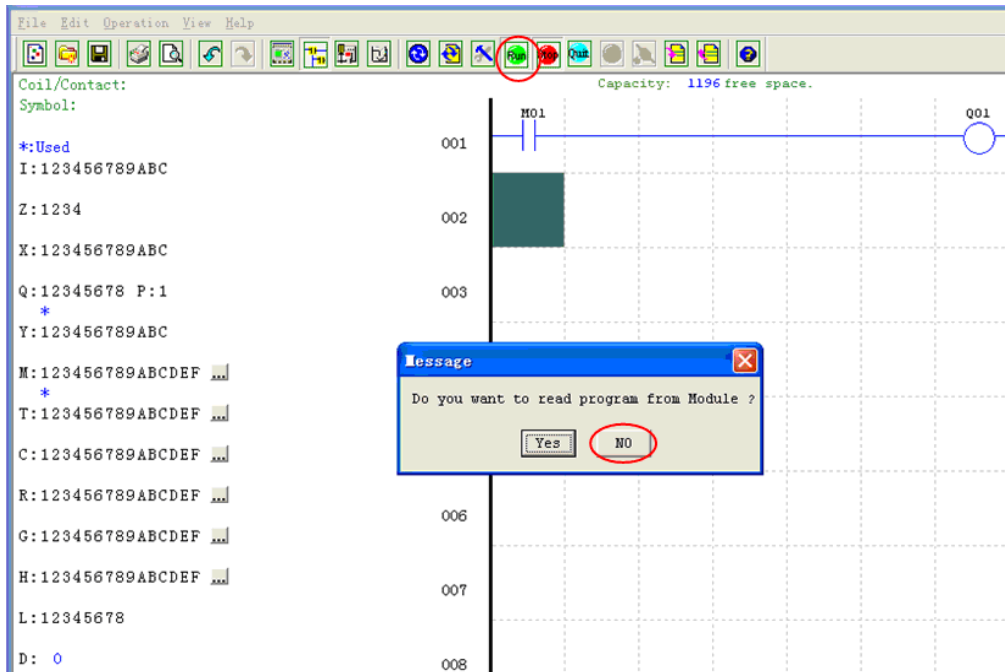 File Edit Operation View Help
Run Stop Quit
Coil/Contact:
Capacity: 1196 free space.
Symbol:
M01
Q01
*:Used
001
I:123456789ABC
Z:1234
002
X:123456789ABC
Q:12345678 P:1
003
*
Y:123456789ABC
Message
M:123456789ABCDEF ...
Do you want to read program from Module ?
*
T:123456789ABCDEF ...
Yes
NO
C:123456789ABCDEF ...
R:123456789ABCDEF ...
006
G:123456789ABCDEF ...
H:123456789ABCDEF ...
007
L:12345678
D: 0
008